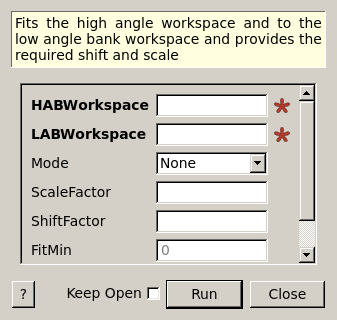 Fits the high angle workspace and to the
low angle bank workspace and provides the
required shift and scale
HABWorkspace
LABWorkspace
Mode None
ScaleFactor
ShiftFactor
FitMin 0
? Keep Open Run Close